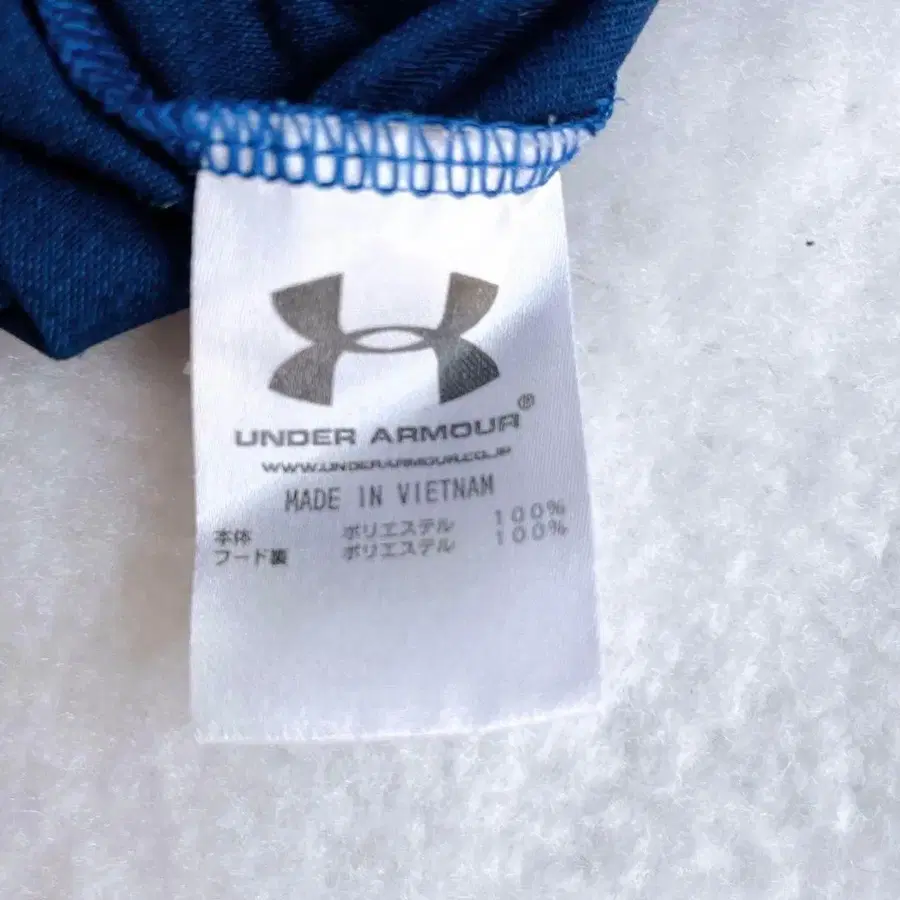 UNDER ARMOUR®
WWW.UNDERARMOUR.CO.JP
MADE IN VIETNAM
本体 ポリエステル 100%
フード裏 ポリエステル 100%